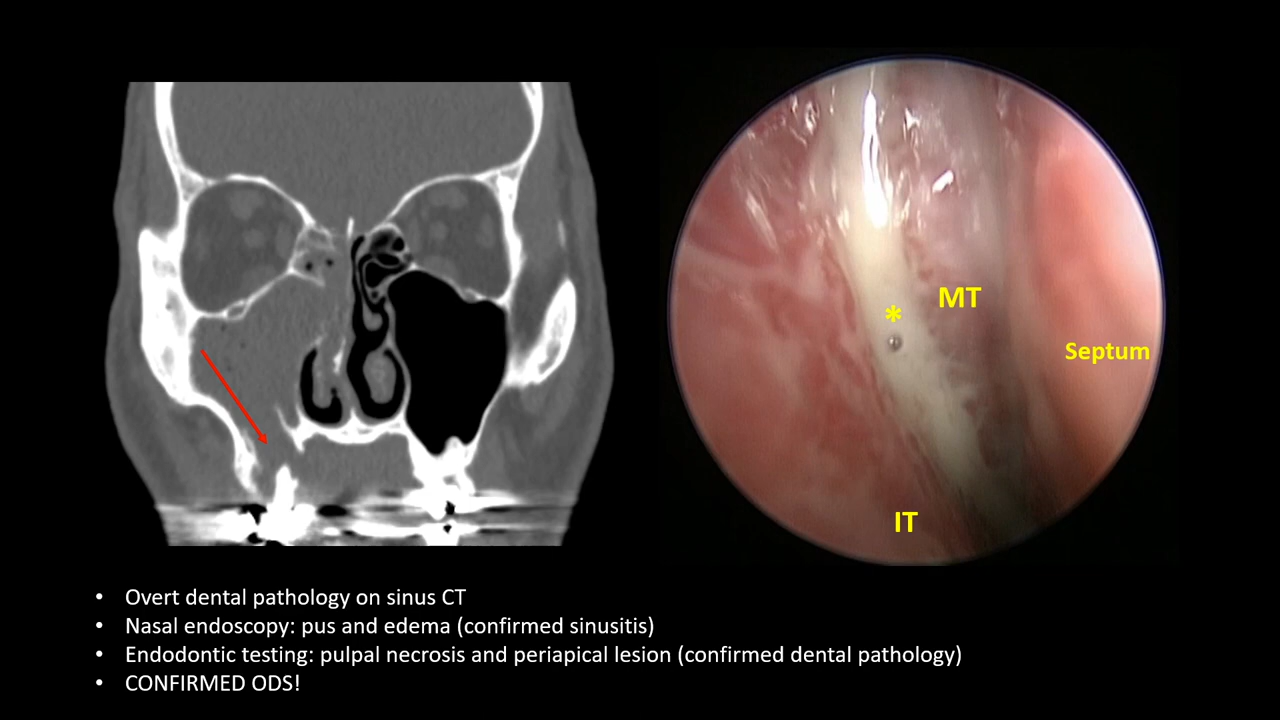 MT
*
Septum
IT
• Overt dental pathology on sinus CT
• Nasal endoscopy: pus and edema (confirmed sinusitis)
• Endodontic testing: pulpal necrosis and periapical lesion (confirmed dental pathology)
• CONFIRMED ODS!